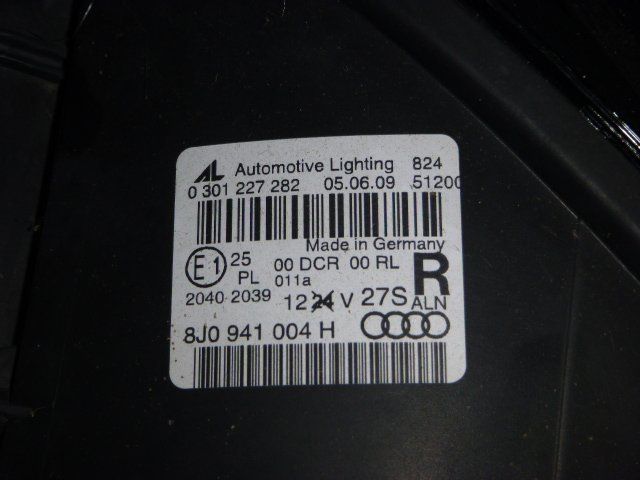 AL Automotive Lighting 824
0 301 227 282 05.06.09 51200
Made in Germany
E1 25 00 DCR 00 RL R
PL 011a
2040 2039 12 24 V 27S ALN
8J0 941 004 H